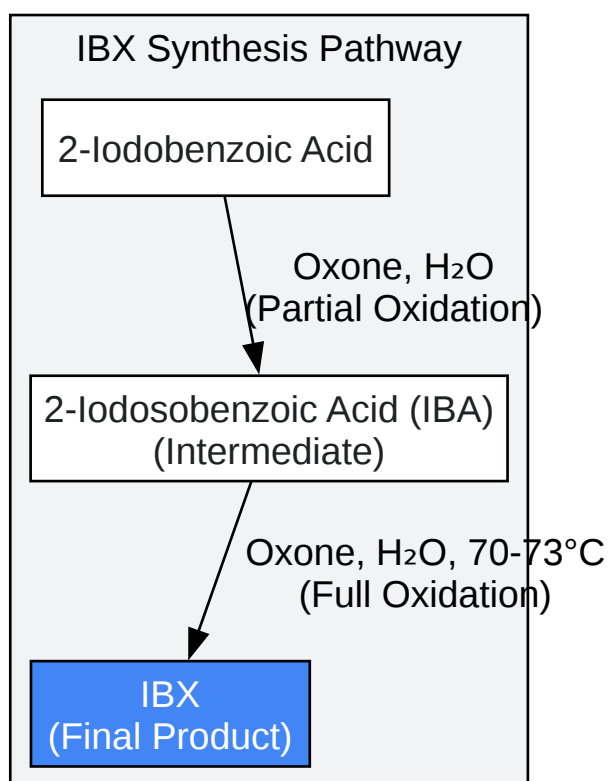 IBX Synthesis Pathway
2-Iodobenzoic Acid
Oxone, H₂O
(Partial Oxidation)
2-Iodosobenzoic Acid (IBA)
(Intermediate)
Oxone, H₂O, 70-73°C
(Full Oxidation)
IBX
(Final Product)